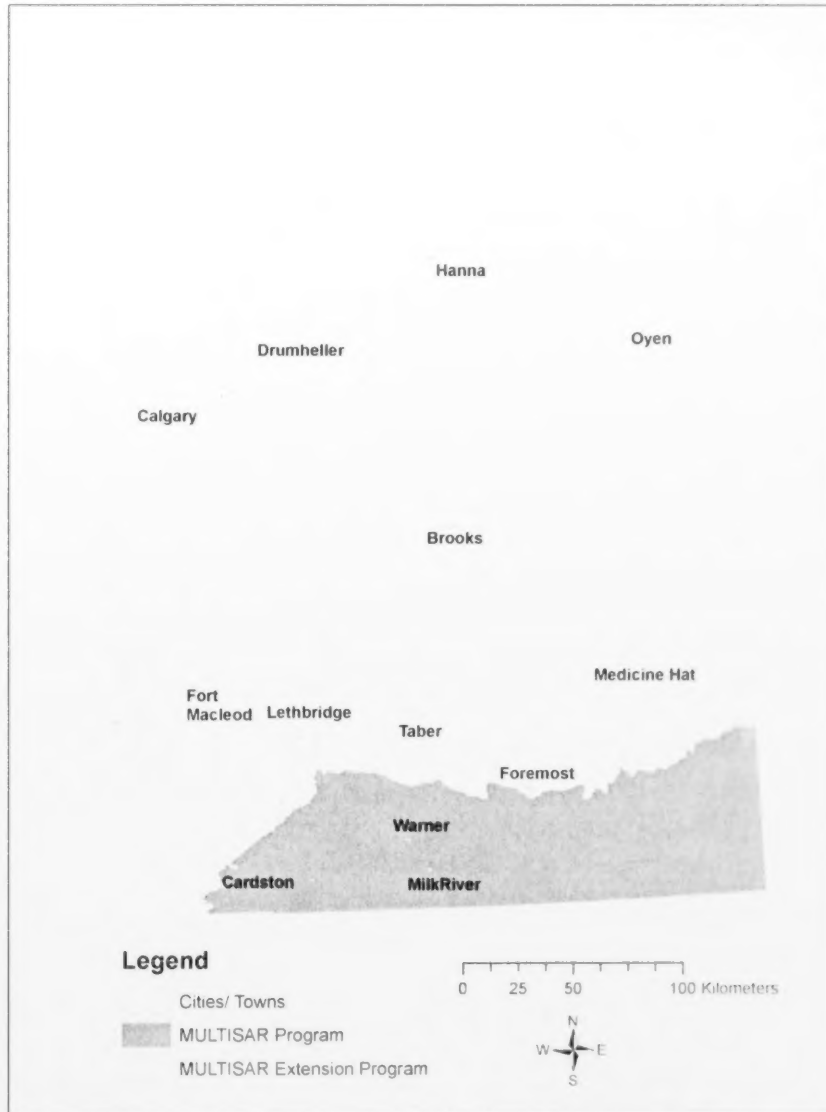 Hanna
Oyen
Drumheller
Calgary
Brooks
Medicine Hat
Fort
Macleod
Lethbridge
Taber
Foremost
Warner
Cardston
MilkRiver
Legend
Cities/ Towns
MULTISAR Program
MULTISAR Extension Program
0 25 50 100 Kilometers
N
W E
S